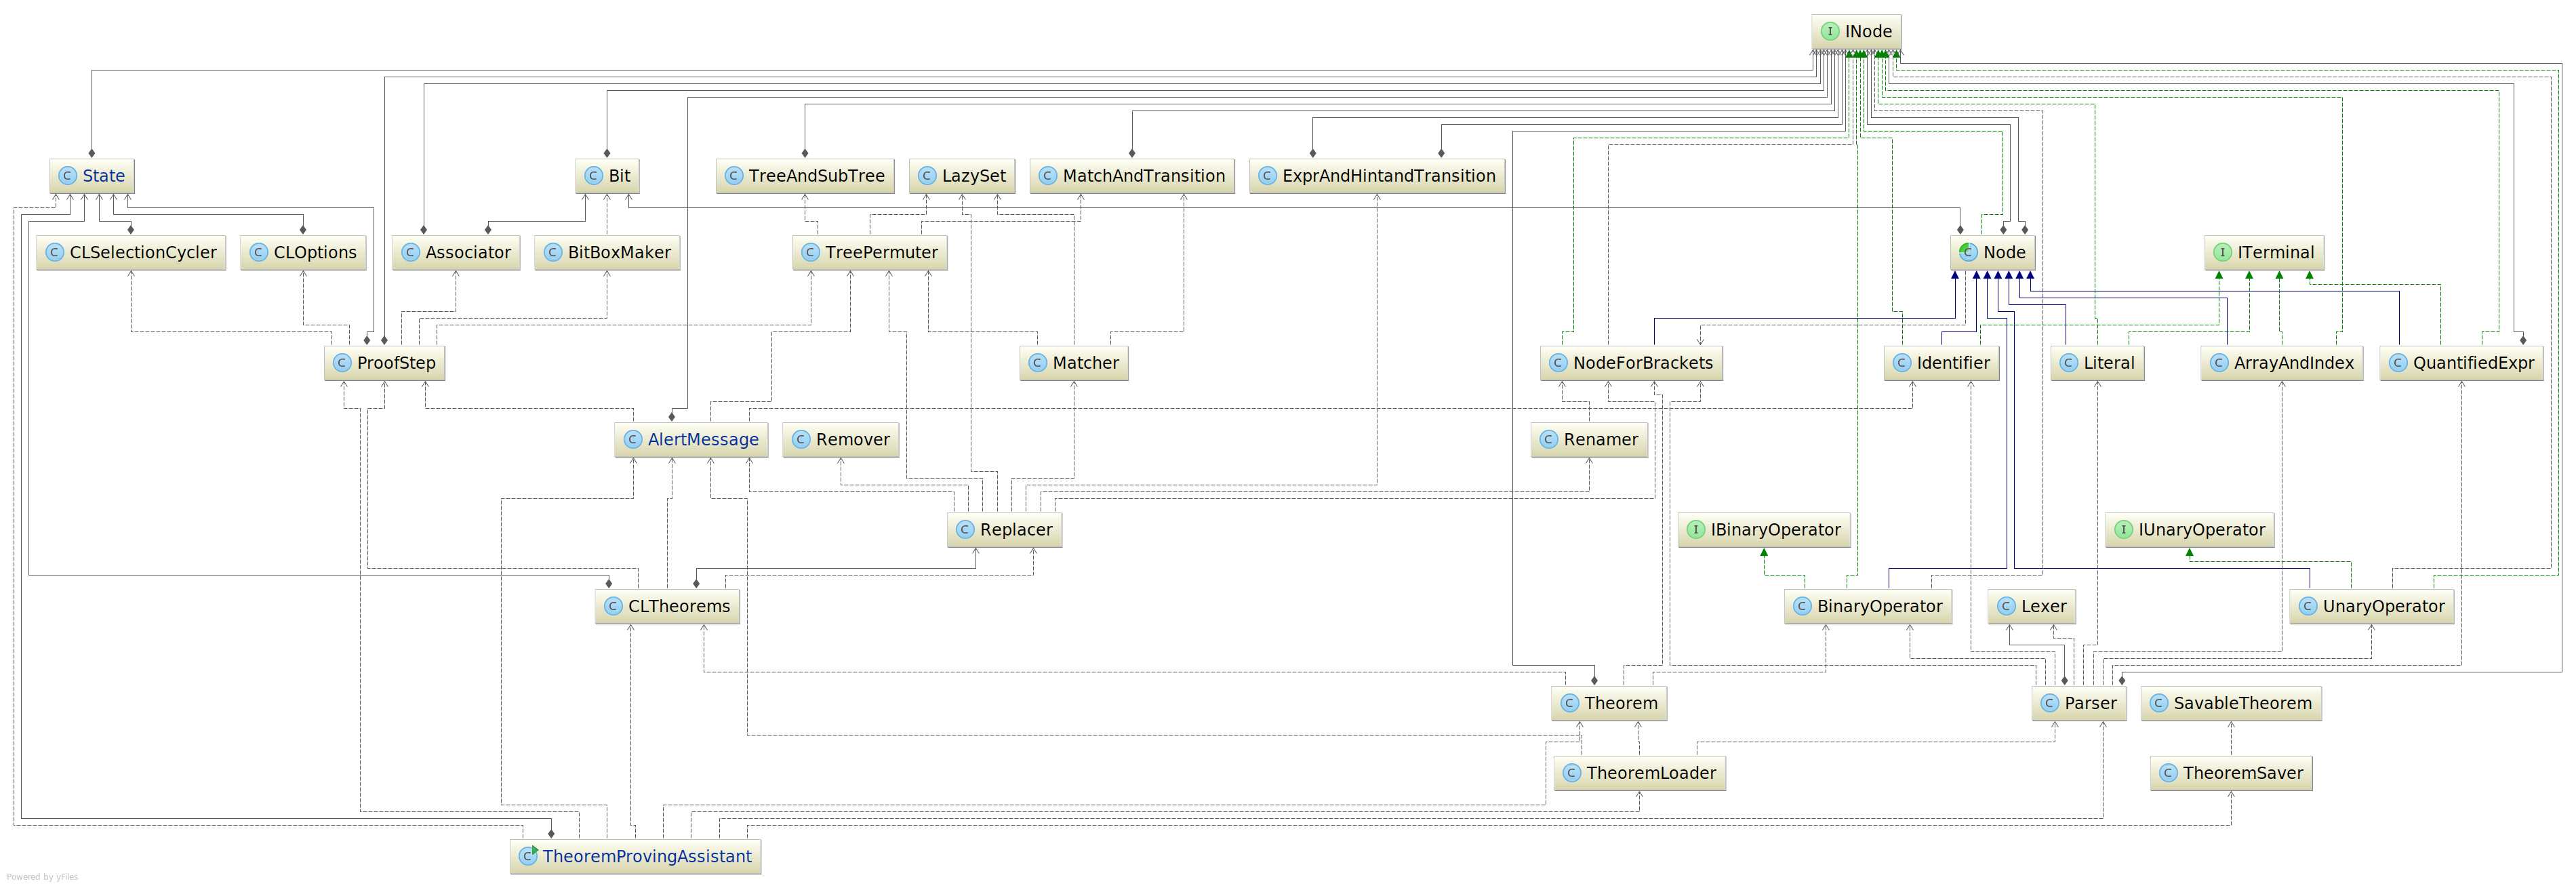 I INode
C State
C Bit
C TreeAndSubTree
C LazySet
C MatchAndTransition
C ExprAndHintandTransition
C CLSelectionCycler
C CLOptions
C Associator
C BitBoxMaker
C TreePermuter
C Node
I ITerminal
C ProofStep
C Matcher
C NodeForBrackets
C Identifier
C Literal
C ArrayAndIndex
C QuantifiedExpr
C AlertMessage
C Remover
C Renamer
C Replacer
I IBinaryOperator
I IUnaryOperator
C CLTheorems
C BinaryOperator
C Lexer
C UnaryOperator
C Theorem
C Parser
C SavableTheorem
C TheoremLoader
C TheoremSaver
C TheoremProvingAssistant
Powered by yFiles